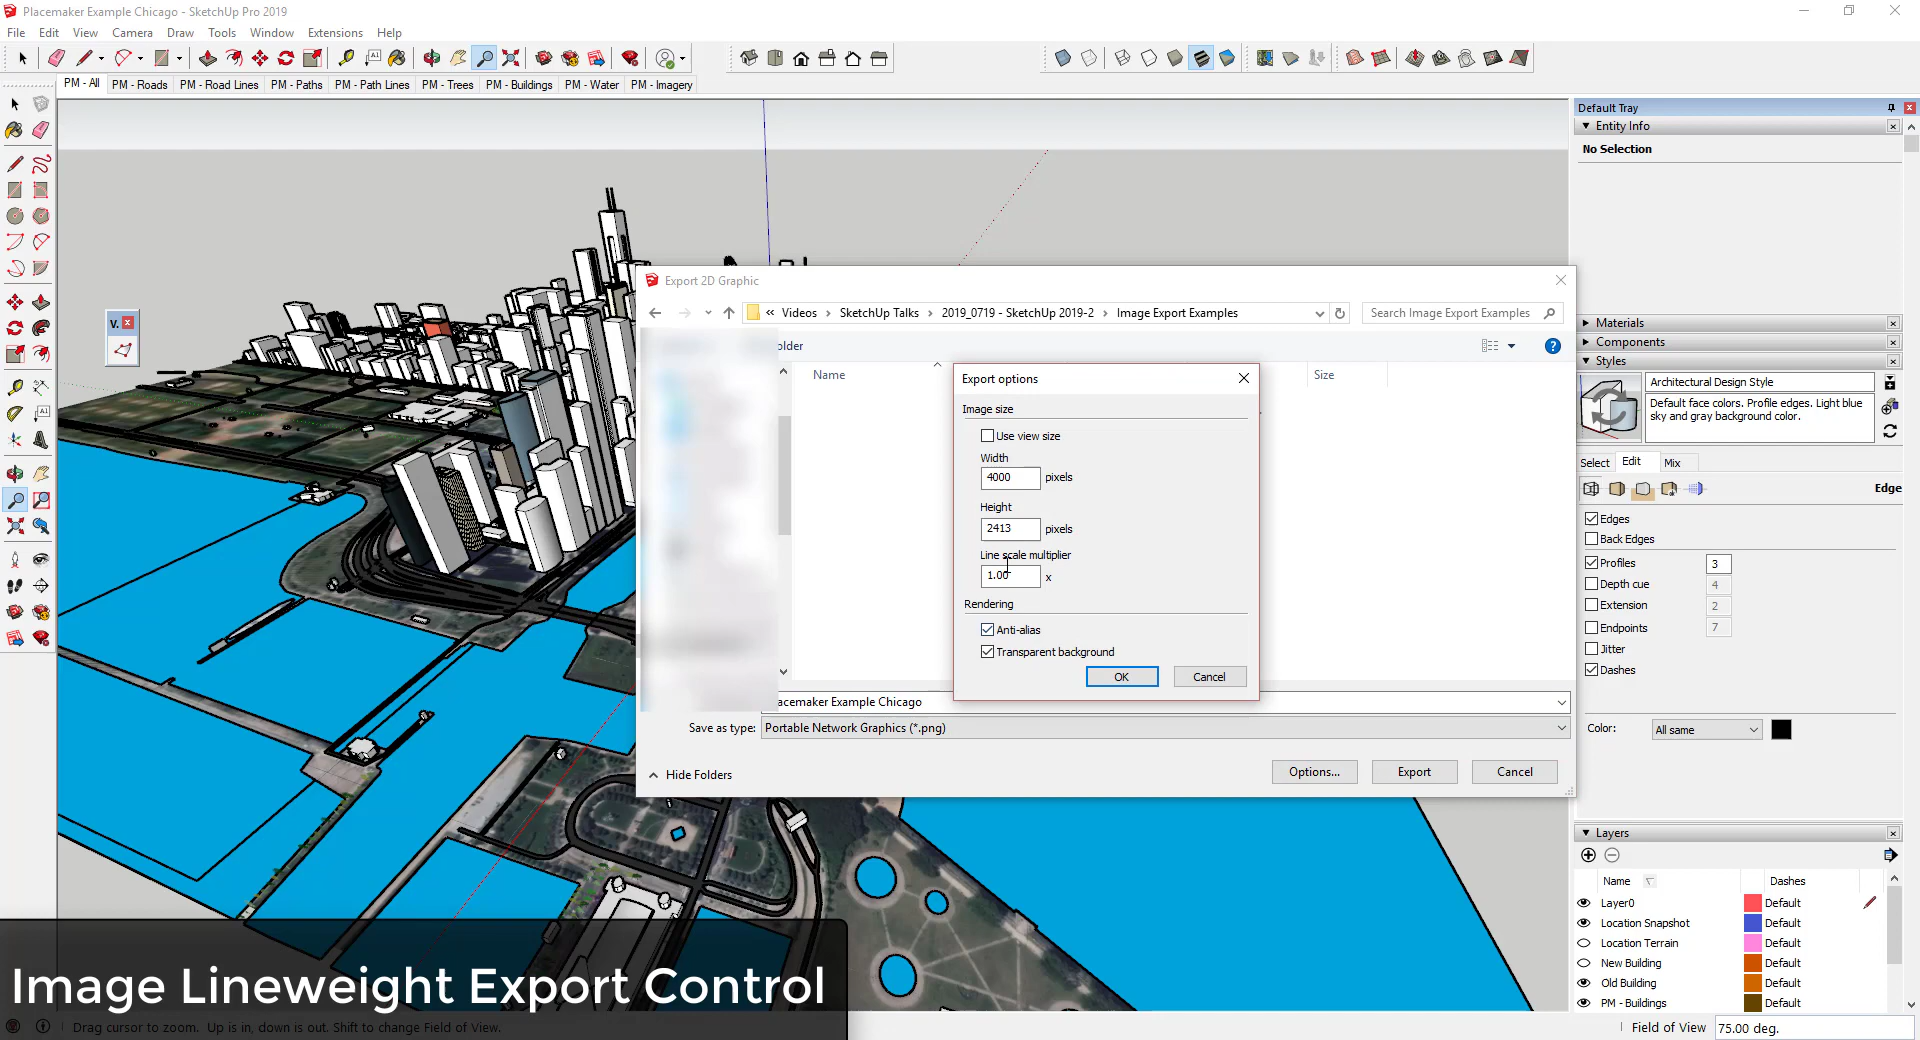 Placemaker Example Chicago - SketchUp Pro 2019
File Edit View Camera Draw Tools Window Extensions Help
PM - All PM - Roads PM - Road Lines PM - Paths PM - Path Lines PM - Trees PM - Buildings PM - Water PM - Imagery
Default Tray
Entity Info
No Selection
V.
Export 2D Graphic
« Videos › SketchUp Talks › 2019_0719 - SketchUp 2019-2 › Image Export Examples
Search Image Export Examples
older
Name
Size
Export options
Image size
Use view size
Width
4000 pixels
Height
2413 pixels
Line scale multiplier
1.00 x
Rendering
Anti-alias
Transparent background
OK Cancel
acemaker Example Chicago
Save as type: Portable Network Graphics (*.png)
Hide Folders
Options... Export Cancel
Materials
Components
Styles
Architectural Design Style
Default face colors. Profile edges. Light blue
sky and gray background color.
Select Edit Mix
Edge
Edges
Back Edges
Profiles 3
Depth cue 4
Extension 2
Endpoints 7
Jitter
Dashes
Color: All same
Layers
Name Dashes
Layer0 Default
Location Snapshot Default
Location Terrain Default
New Building Default
Old Building Default
PM - Buildings Default
Image Lineweight Export Control
Drag cursor to zoom. Up is in, down is out. Shift to change Field of View.
Field of View 75.00 deg.